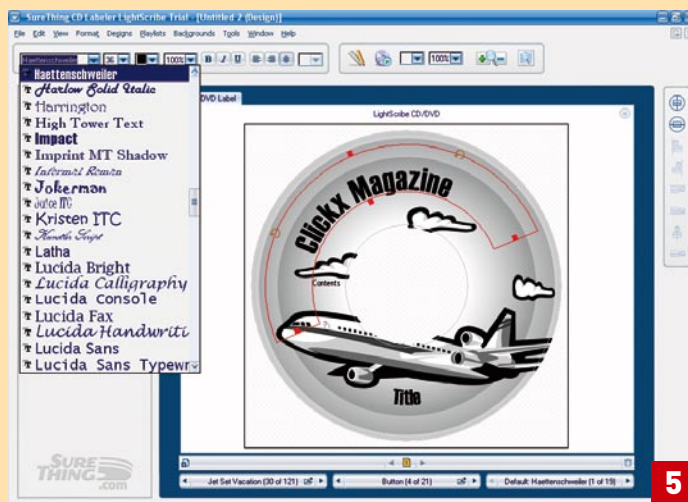 SureThing CD Labeler LightScribe Trial - [Untitled 2 (Design)]
File Edit View Format Designs Playlists Backgrounds Tools Window Help
Haettenschweiler 36 100% B I U 100%
Haettenschweiler
Harlow Solid Italic
Harrington
High Tower Text
Impact
Imprint MT Shadow
Informal Roman
Jokerman
Juice ITC
Kristen ITC
Kunstler Script
Latha
Lucida Bright
Lucida Calligraphy
Lucida Console
Lucida Fax
Lucida Handwriti
Lucida Sans
Lucida Sans Typewr
DVD Label
LightScribe CD/DVD
Clickx Magazine
Contents
Title
SURE
THING
.com
Jet Set Vacation (30 of 121) Button (4 of 21) Default: Haettenschweiler (1 of 19)
5